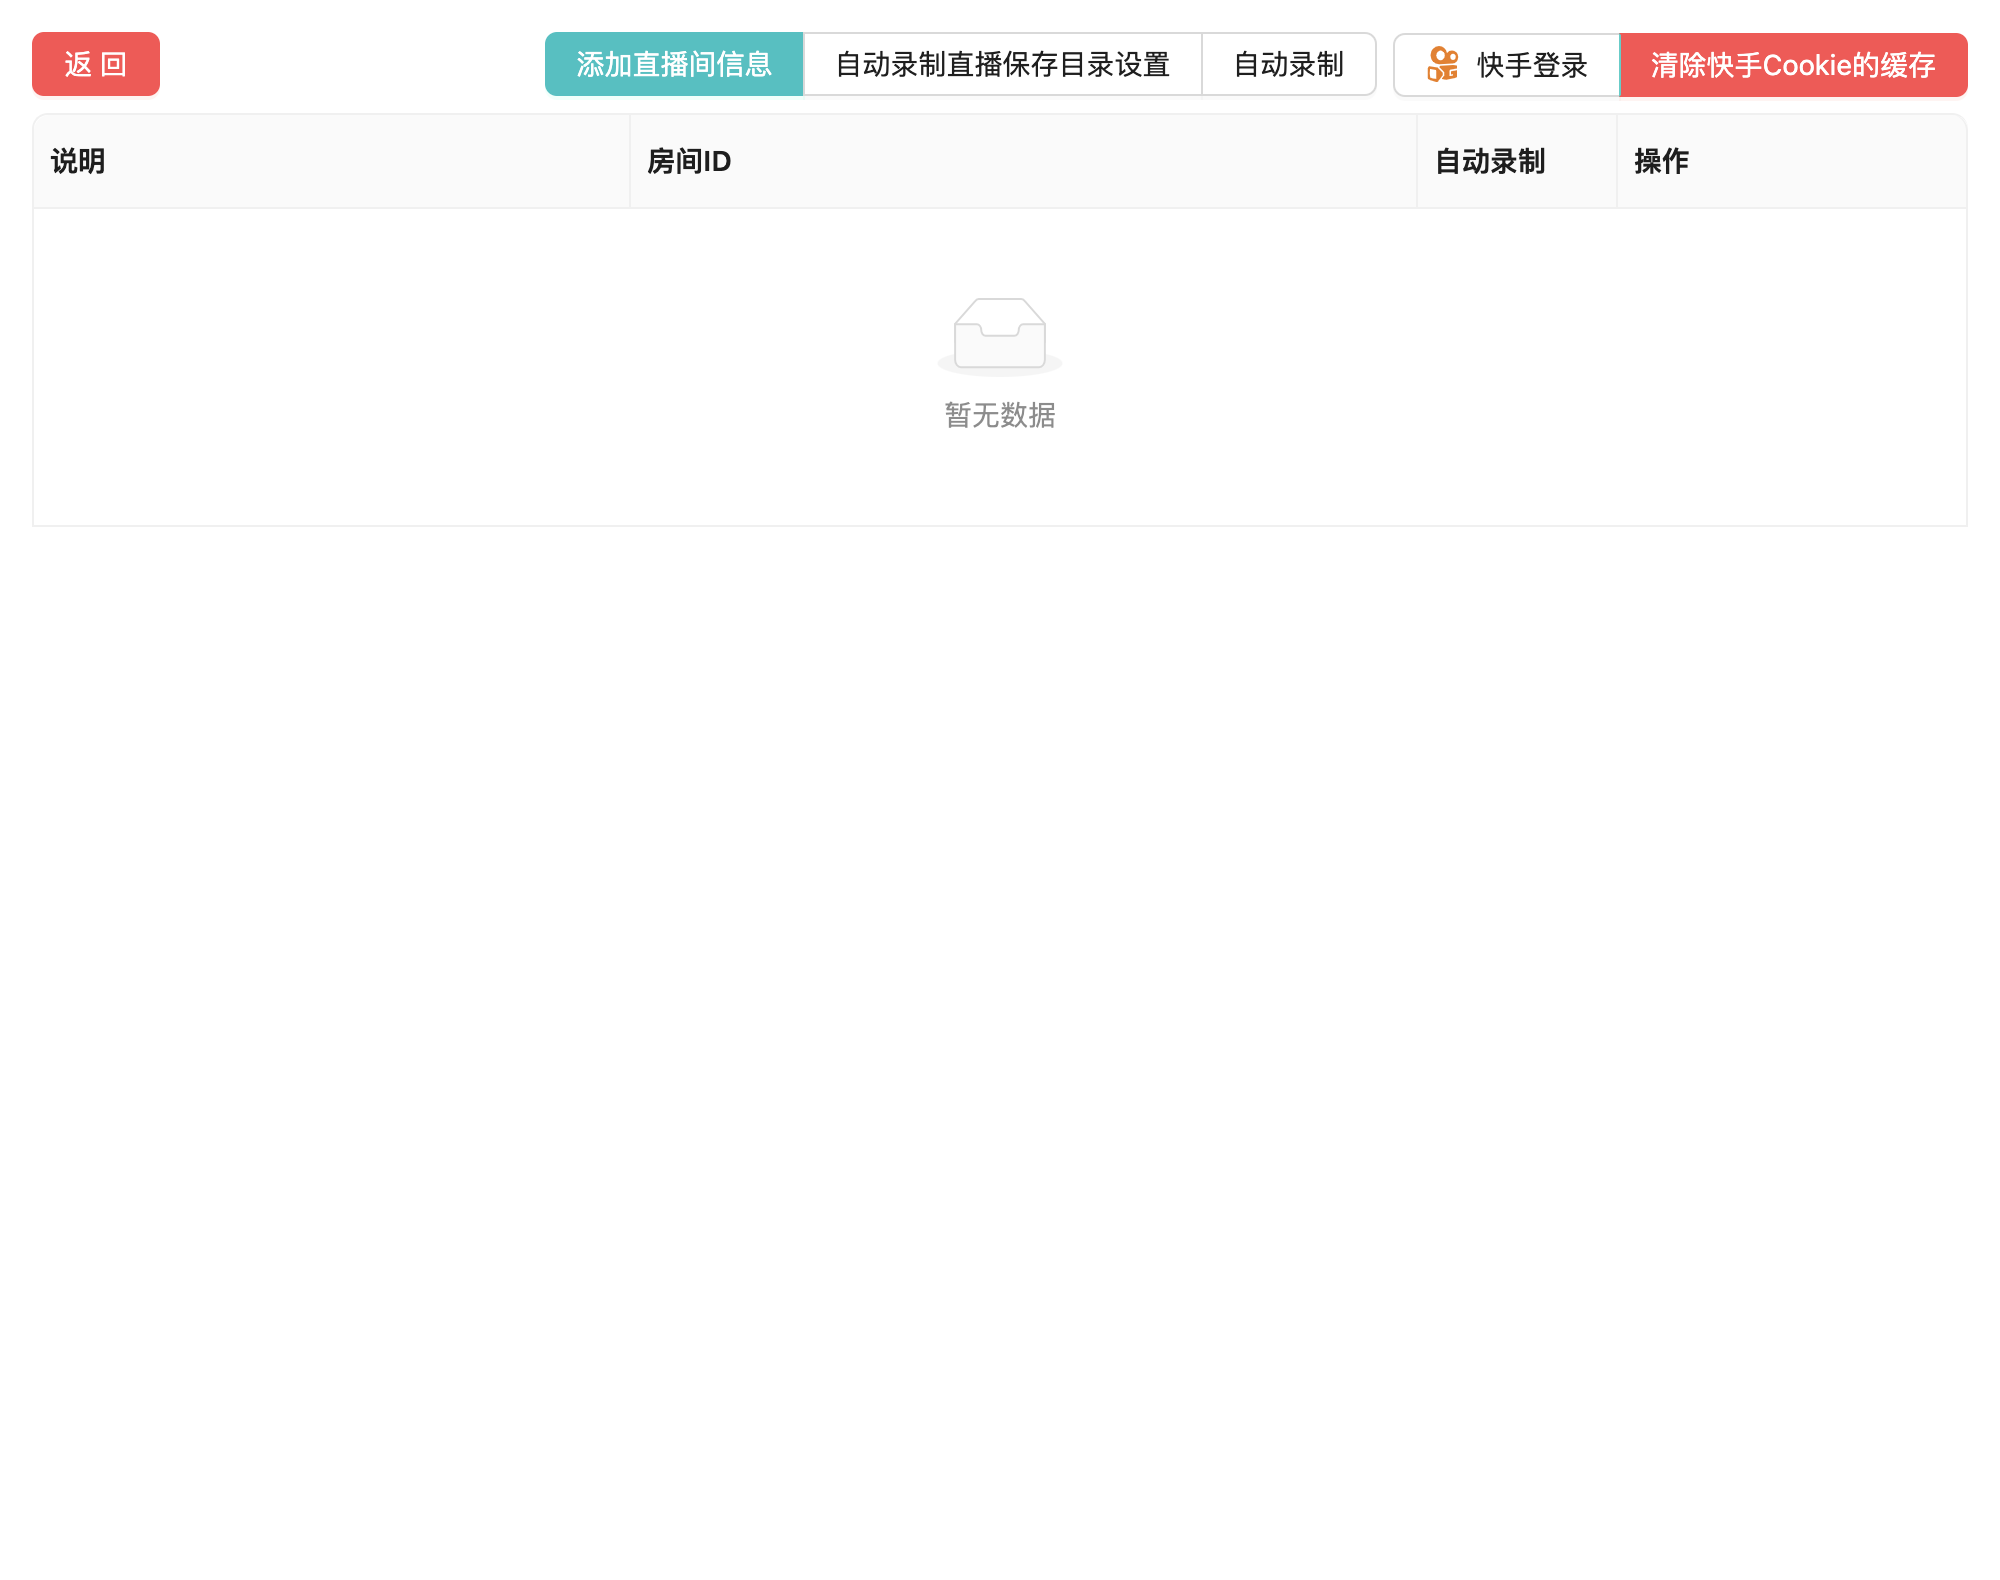 返 回
添加直播间信息
自动录制直播保存目录设置
自动录制
快手登录
清除快手Cookie的缓存
说明
房间ID
自动录制
操作
暂无数据